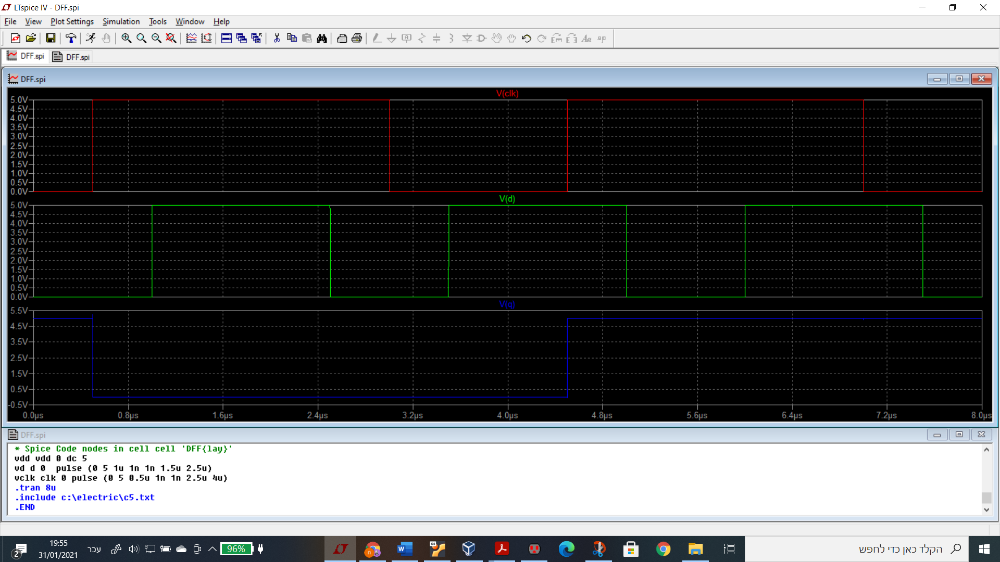 LTspice IV - DFF.spi
File View Plot Settings Simulation Tools Window Help
DFF.spi DFF.spi
DFF.spi
V(clk)
5.0V
4.5V
4.0V
3.5V
3.0V
2.5V
2.0V
1.5V
1.0V
0.5V
0.0V
V(d)
5.0V
4.5V
4.0V
3.5V
3.0V
2.5V
2.0V
1.5V
1.0V
0.5V
0.0V
V(q)
5.5V
4.5V
3.5V
2.5V
1.5V
0.5V
-0.5V
0.0µs 0.8µs 1.6µs 2.4µs 3.2µs 4.0µs 4.8µs 5.6µs 6.4µs 7.2µs 8.0µs
DFF.spi
* Spice Code nodes in cell cell 'DFF{lay}'
vdd vdd 0 dc 5
vd d 0 pulse (0 5 1u 1n 1n 1.5u 2.5u)
vclk clk 0 pulse (0 5 0.5u 1n 1n 2.5u 4u)
.tran 8u
.include c:\electric\c5.txt
.END
2
19:55
31/01/2021
עבר
96%
הקלד כאן כדי לחפש